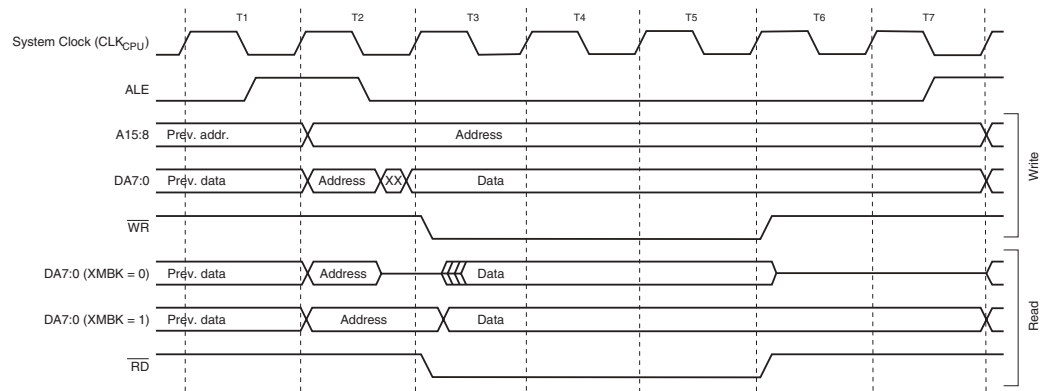 T1 T2 T3 T4 T5 T6 T7
System Clock (CLKCPU)
ALE
A15:8 Prev. addr. Address
DA7:0 Prev. data Address XX Data
WR
Write
DA7:0 (XMBK = 0) Prev. data Address Data
DA7:0 (XMBK = 1) Prev. data Address Data
RD
Read